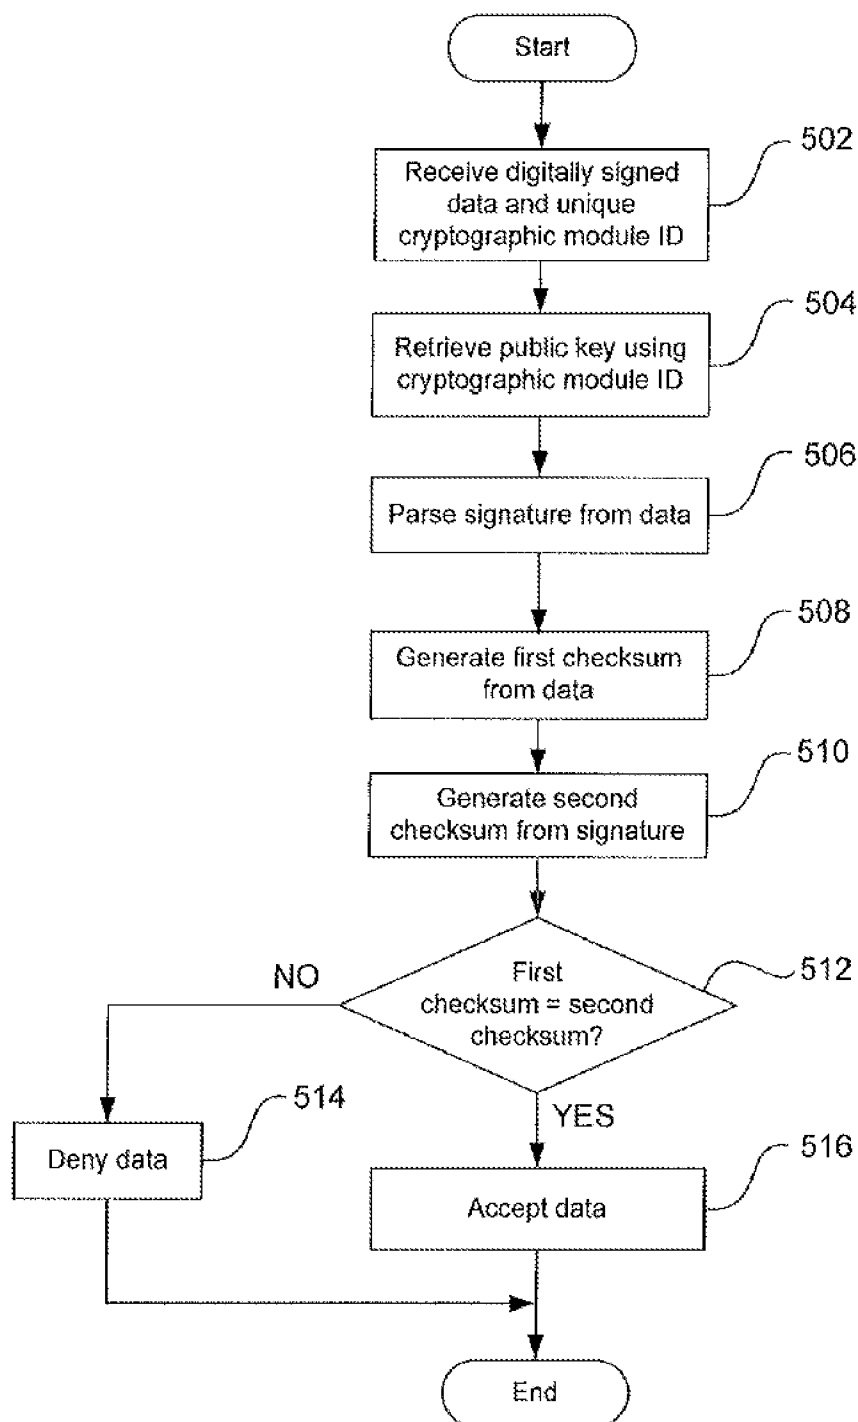 Start
502
Receive digitally signed
data and unique
cryptographic module ID
504
Retrieve public key using
cryptographic module ID
506
Parse signature from data
508
Generate first checksum
from data
510
Generate second
checksum from signature
512
First
checksum = second
checksum?
NO
YES
514
Deny data
516
Accept data
End